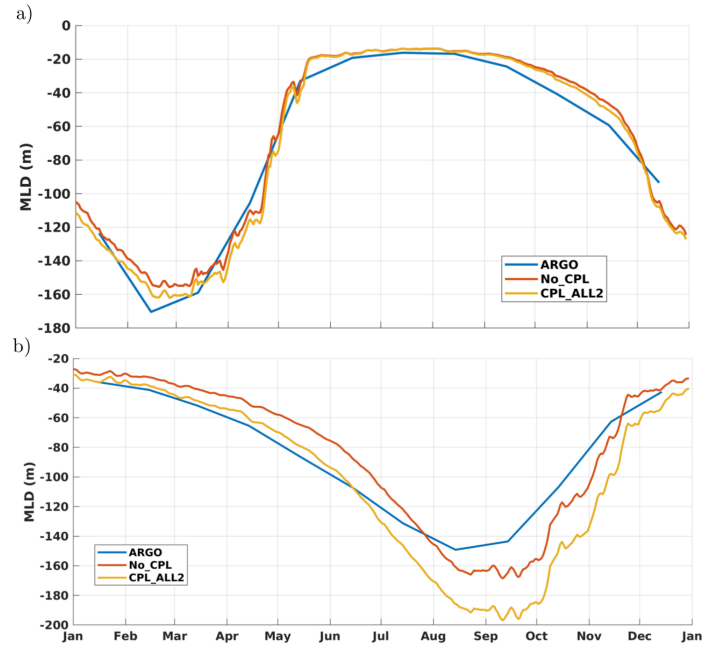 a)
0
-20
-40
-60
-80
-100
-120
-140
-160
-180
MLD (m)
ARGO
No_CPL
CPL_ALL2
b)
-20
-40
-60
-80
-100
-120
-140
-160
-180
-200
MLD (m)
ARGO
No_CPL
CPL_ALL2
Jan Feb Mar Apr May Jun Jul Aug Sep Oct Nov Dec Jan